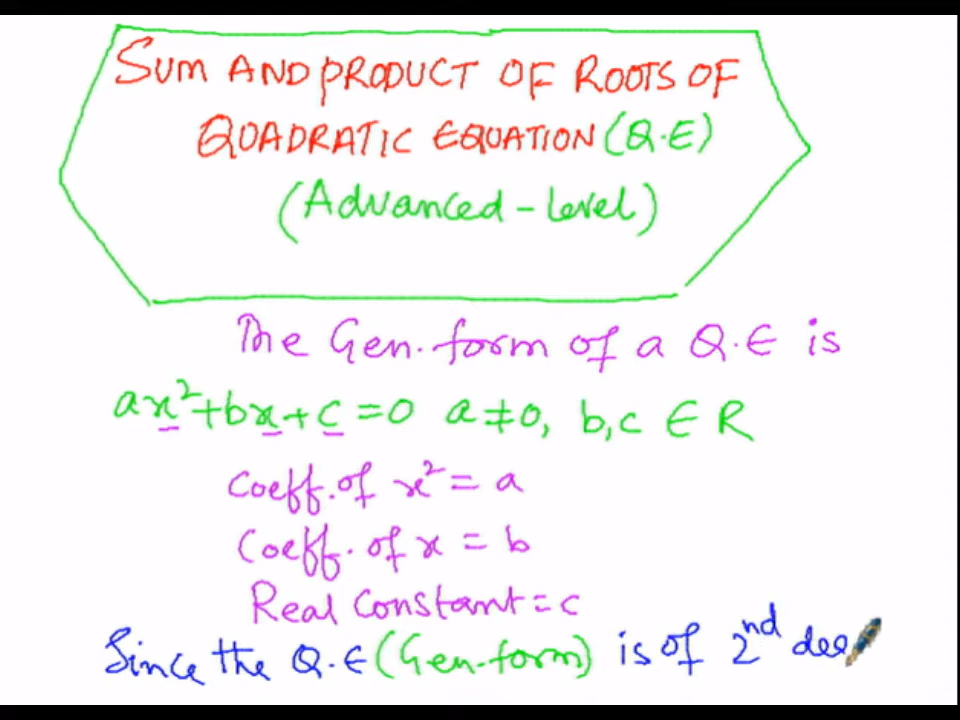 SUM AND PRODUCT OF ROOTS OF
QUADRATIC EQUATION (Q.E)
(Advanced-Level)
The Gen. form of a Q.E is
ax²+bx+c=0 a≠0, b,c ∈ R
Coeff. of x² = a
Coeff. of x = b
Real Constant = c
Since the Q.E (Gen-form) is of 2nd dee